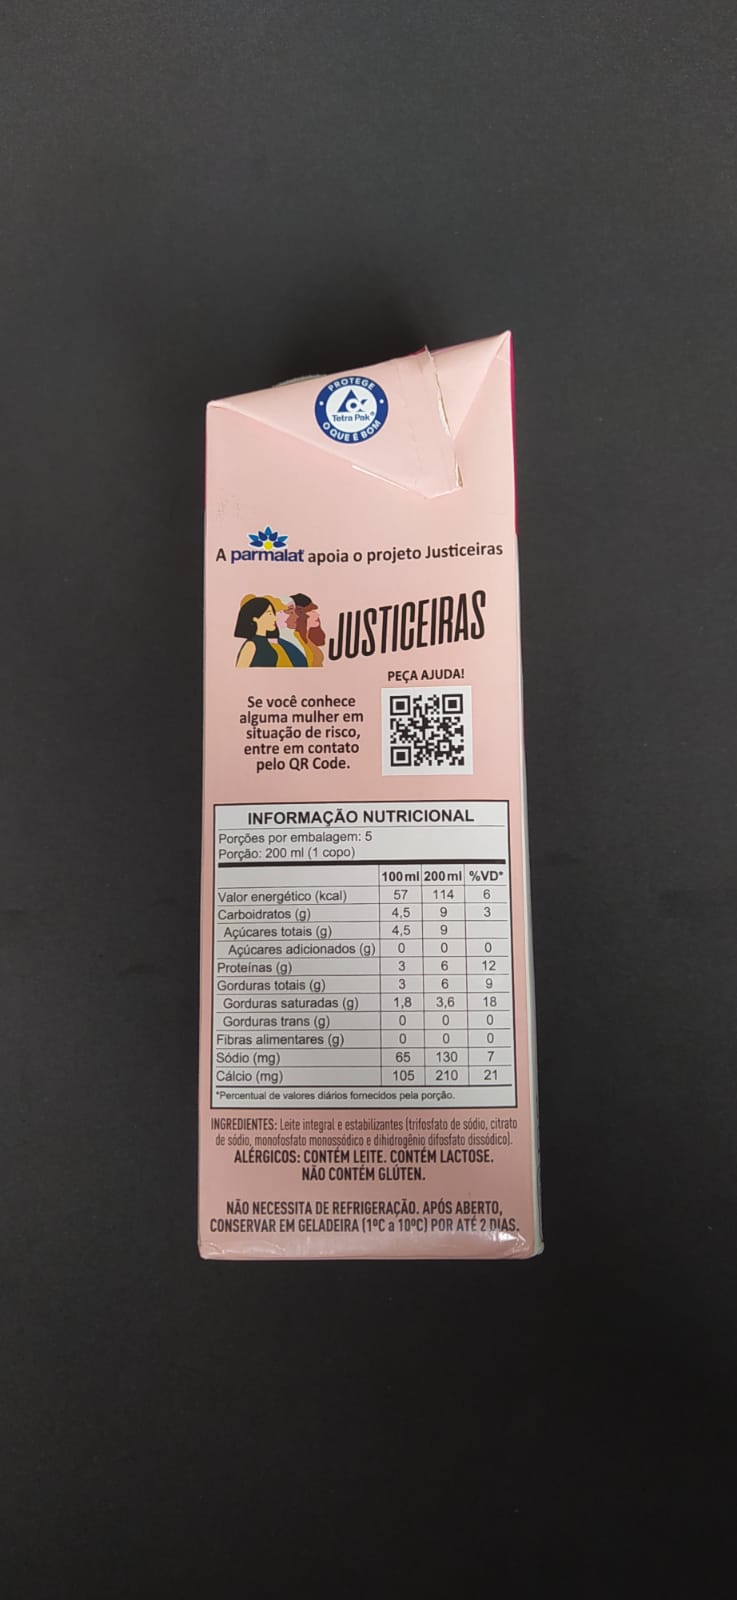 PROTEGE
Tetra Pak®
O QUE É BOM
A parmalat apoia o projeto Justiceiras
JUSTICEIRAS
PEÇA AJUDA!
Se você conhece
alguma mulher em
situação de risco,
entre em contato
pelo QR Code.
INFORMAÇÃO NUTRICIONAL
Porções por embalagem: 5
Porção: 200 ml (1 copo)
100 ml 200 ml %VD*
Valor energético (kcal) 57 114 6
Carboidratos (g) 4,5 9 3
Açúcares totais (g) 4,5 9
Açúcares adicionados (g) 0 0 0
Proteínas (g) 3 6 12
Gorduras totais (g) 3 6 9
Gorduras saturadas (g) 1,8 3,6 18
Gorduras trans (g) 0 0 0
Fibras alimentares (g) 0 0 0
Sódio (mg) 65 130 7
Cálcio (mg) 105 210 21
*Percentual de valores diários fornecidos pela porção.
INGREDIENTES: Leite integral e estabilizantes (trifosfato de sódio, citrato
de sódio, monofosfato monossódico e dihidrogênio difosfato dissódico).
ALÉRGICOS: CONTÉM LEITE. CONTÉM LACTOSE.
NÃO CONTÉM GLÚTEN.
NÃO NECESSITA DE REFRIGERAÇÃO. APÓS ABERTO,
CONSERVAR EM GELADEIRA (1ºC a 10ºC) POR ATÉ 2 DIAS.